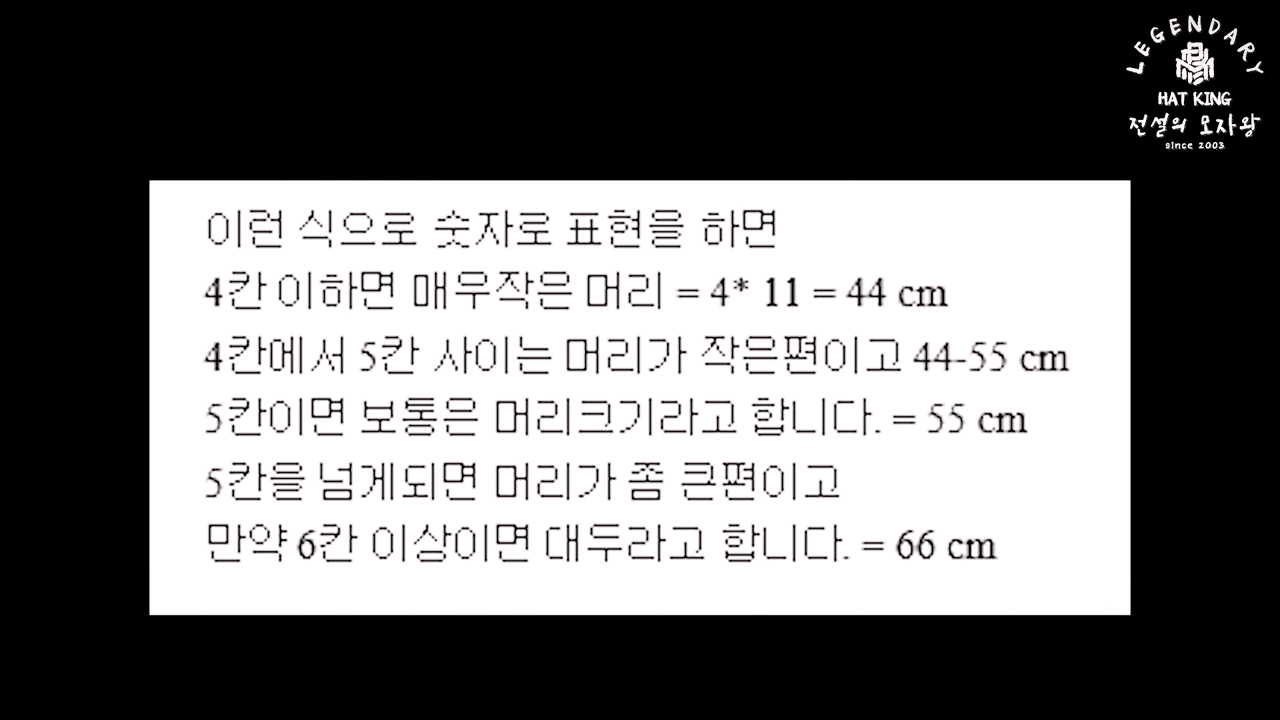 LEGENDARY
HAT KING
전설의 모자왕
since 2003
이런 식으로 숫자로 표현을 하면
4칸 이하면 매우작은 머리 = 4* 11 = 44 cm
4칸에서 5칸 사이는 머리가 작은편이고 44-55 cm
5칸이면 보통은 머리크기라고 합니다. = 55 cm
5칸을 넘게되면 머리가 쫌 큰편이고
만약 6칸 이상이면 대두라고 합니다. = 66 cm